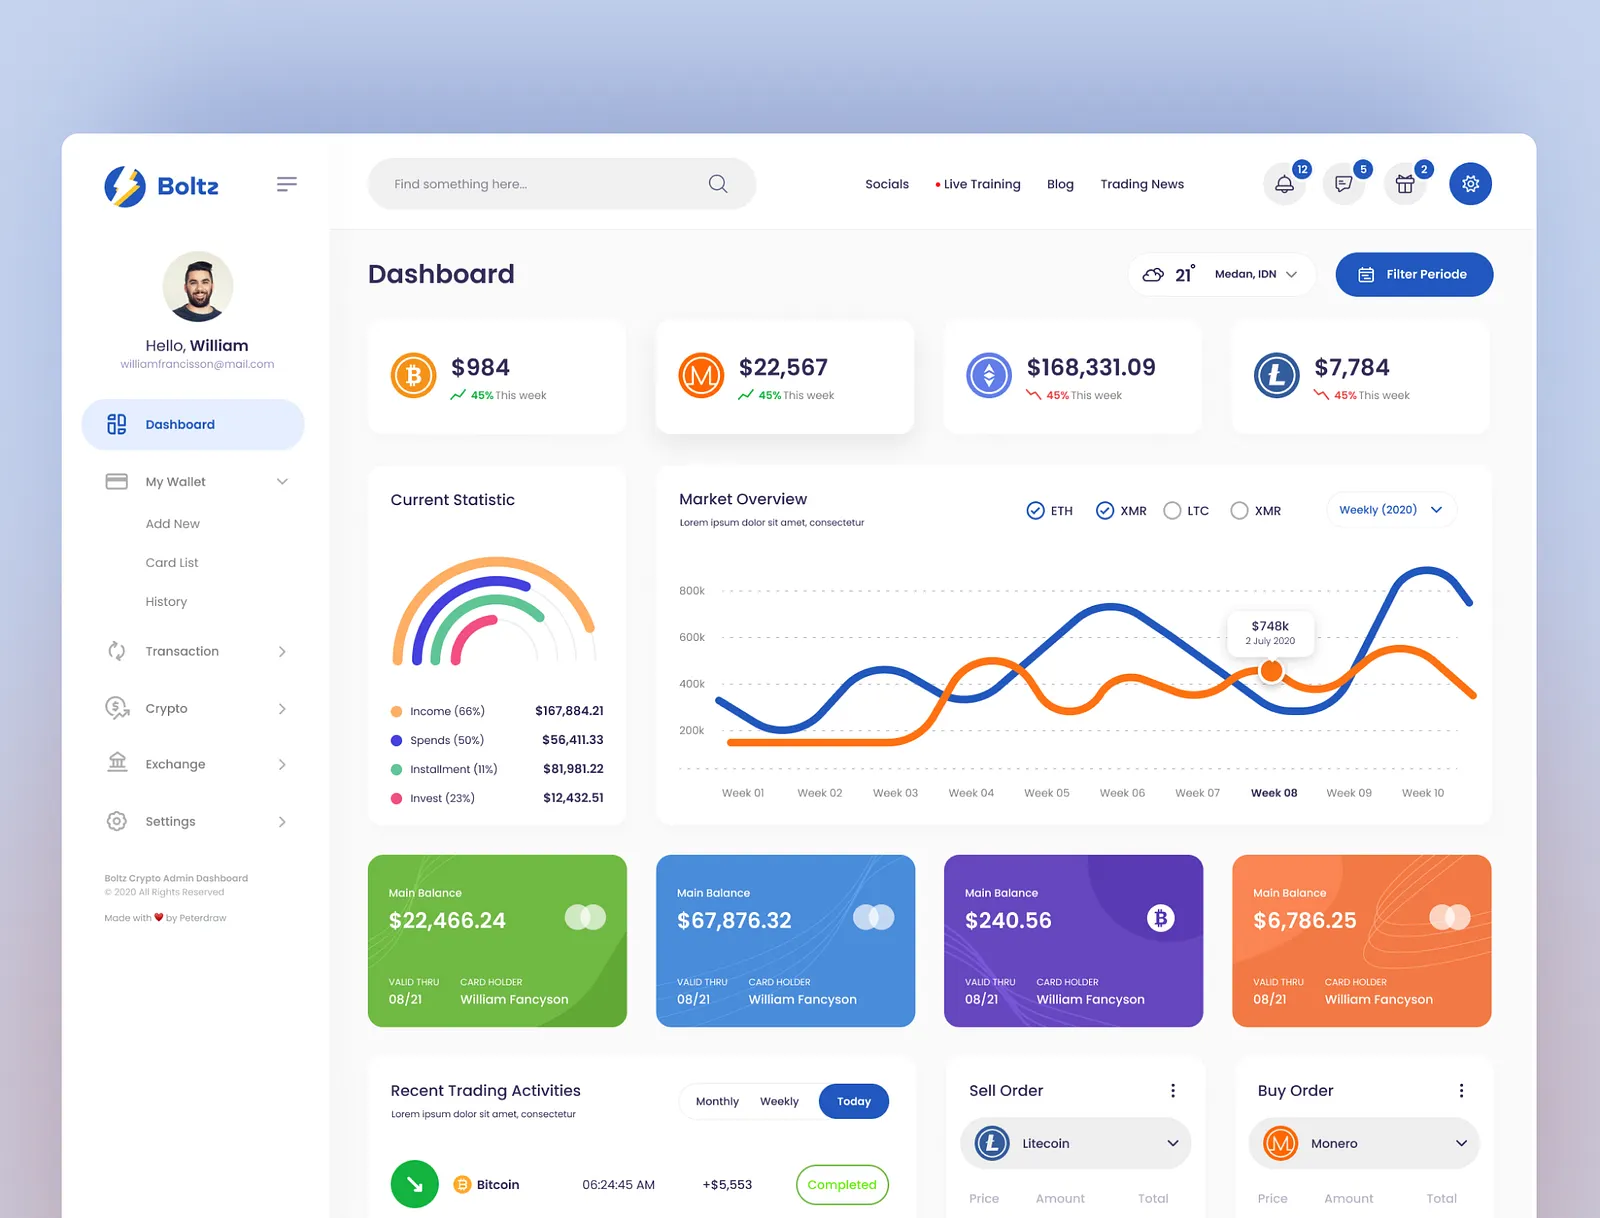 Boltz
Find something here...
Socials
Live Training
Blog
Trading News
12
5
2
Hello, William
williamfrancisson@mail.com
Dashboard
My Wallet
Add New
Card List
History
Transaction
Crypto
Exchange
Settings
Boltz Crypto Admin Dashboard
© 2020 All Rights Reserved
Made with ❤ by Peterdraw
Dashboard
21°
Medan, IDN
Filter Periode
$984
45% This week
$22,567
45% This week
$168,331.09
45% This week
$7,784
45% This week
Current Statistic
Income (66%) $167,884.21
Spends (50%) $56,411.33
Installment (11%) $81,981.22
Invest (23%) $12,432.51
Market Overview
Lorem ipsum dolor sit amet, consectetur
ETH
XMR
LTC
XMR
Weekly (2020)
800k
600k
400k
200k
$748k
2 July 2020
Week 01
Week 02
Week 03
Week 04
Week 05
Week 06
Week 07
Week 08
Week 09
Week 10
Main Balance
$22,466.24
VALID THRU CARD HOLDER
08/21 William Fancyson
Main Balance
$67,876.32
VALID THRU CARD HOLDER
08/21 William Fancyson
Main Balance
$240.56
VALID THRU CARD HOLDER
08/21 William Fancyson
Main Balance
$6,786.25
VALID THRU CARD HOLDER
08/21 William Fancyson
Recent Trading Activities
Lorem ipsum dolor sit amet, consectetur
Monthly
Weekly
Today
Bitcoin 06:24:45 AM +$5,553 Completed
Sell Order
Litecoin
Price Amount Total
Buy Order
Monero
Price Amount Total